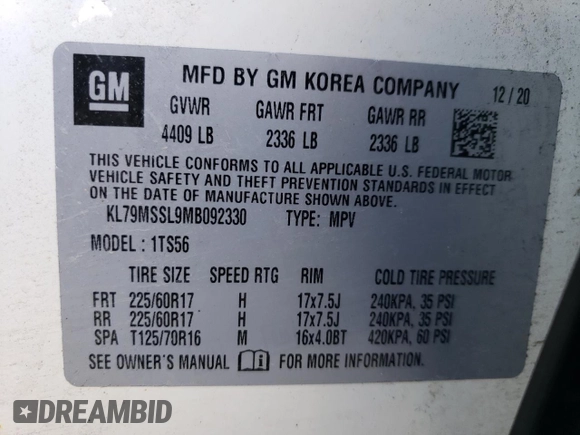 GM
MFD BY GM KOREA COMPANY 12/20
GVWR GAWR FRT GAWR RR
4409 LB 2336 LB 2336 LB
THIS VEHICLE CONFORMS TO ALL APPLICABLE U.S. FEDERAL MOTOR
VEHICLE SAFETY AND THEFT PREVENTION STANDARDS IN EFFECT
ON THE DATE OF MANUFACTURE SHOWN ABOVE.
KL79MSSL9MB092330 TYPE: MPV
MODEL: 1TS56
TIRE SIZE SPEED RTG RIM COLD TIRE PRESSURE
FRT 225/60R17 H 17x7.5J 240KPA, 35 PSI
RR 225/60R17 H 17x7.5J 240KPA, 35 PSI
SPA T125/70R16 M 16x4.0BT 420KPA, 60 PSI
SEE OWNER'S MANUAL FOR MORE INFORMATION.
DREAMBID